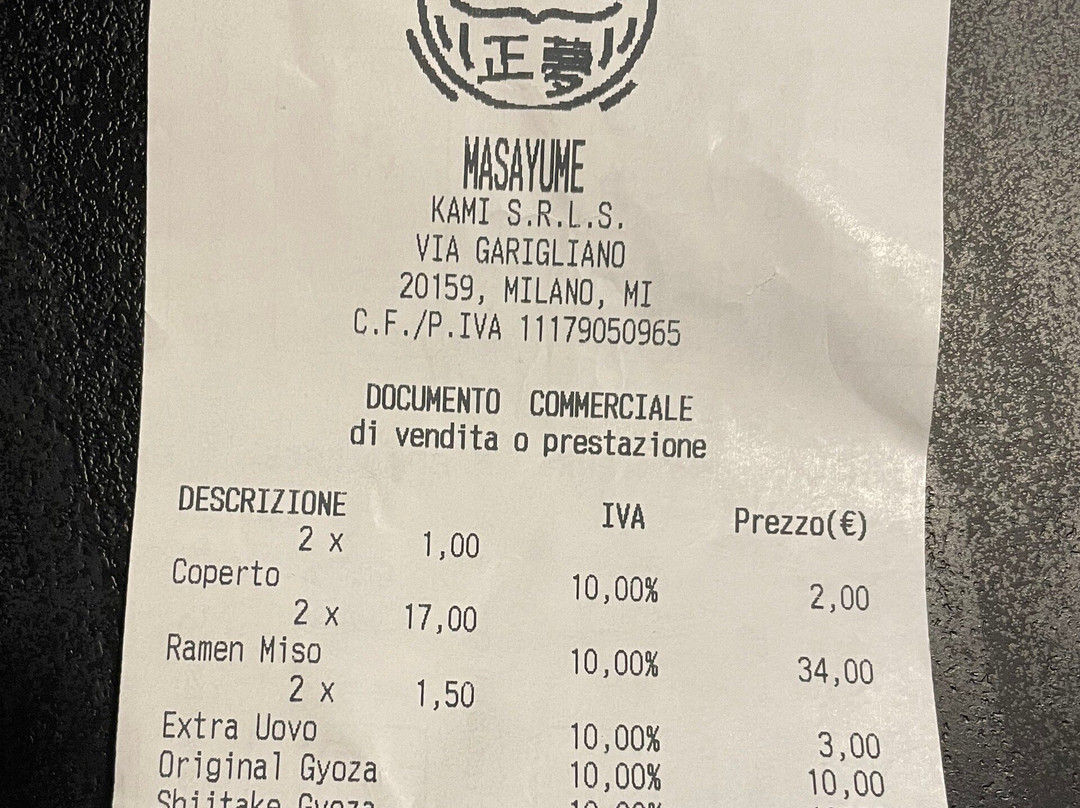 正夢
MASAYUME
KAMI S.R.L.S.
VIA GARIGLIANO
20159, MILANO, MI
C.F./P.IVA 11179050965
DOCUMENTO COMMERCIALE
di vendita o prestazione
DESCRIZIONE IVA Prezzo(€)
2 x 1,00
Coperto 10,00% 2,00
2 x 17,00
Ramen Miso 10,00% 34,00
2 x 1,50
Extra Uovo 10,00% 3,00
Original Gyoza 10,00% 10,00
Shiitake Gyoza